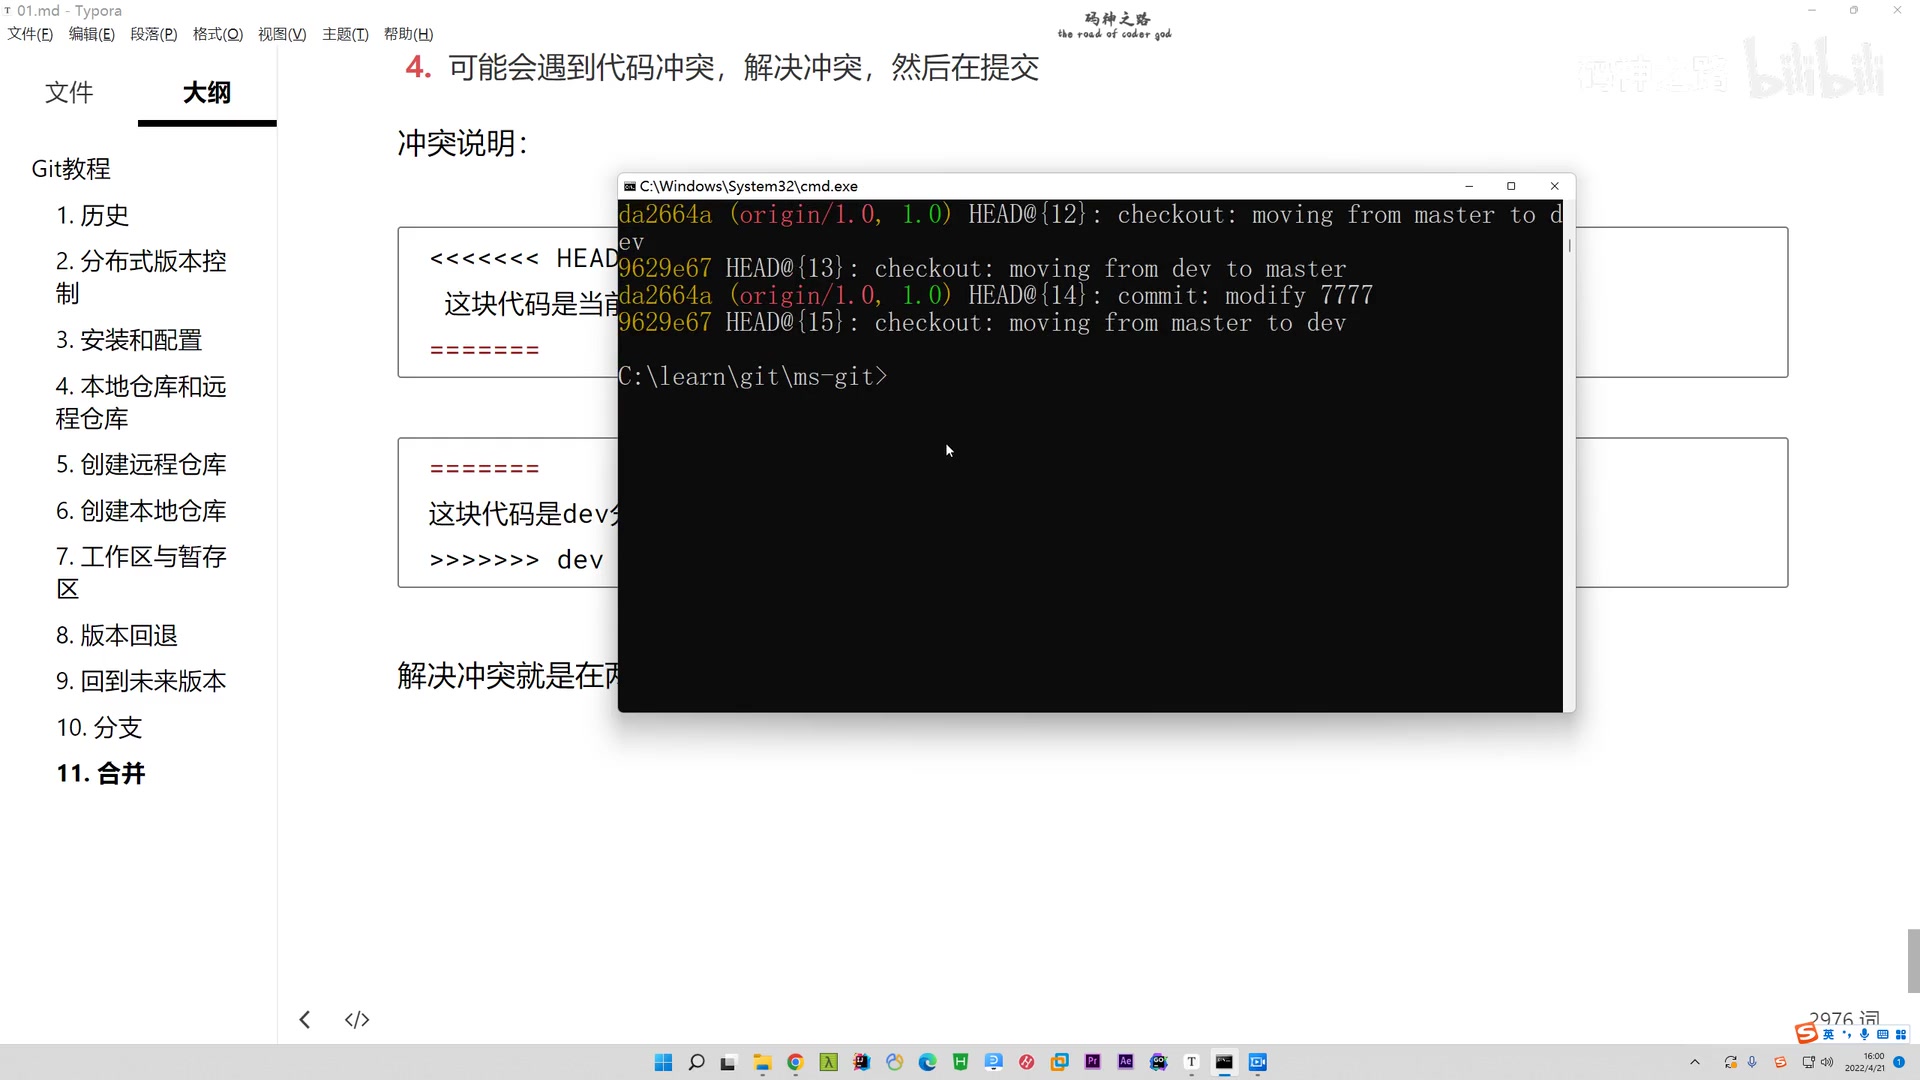 01.md - Typora
文件(F) 编辑(E) 段落(P) 格式(O) 视图(V) 主题(T) 帮助(H)
码神之路
the road of coder god
码神之路 bilibili
文件 大纲
Git教程
1. 历史
2. 分布式版本控
制
3. 安装和配置
4. 本地仓库和远
程仓库
5. 创建远程仓库
6. 创建本地仓库
7. 工作区与暂存
区
8. 版本回退
9. 回到未来版本
10. 分支
11. 合并
4. 可能会遇到代码冲突，解决冲突，然后在提交
冲突说明：
<<<<<<< HEAD
这块代码是当前
=======
=======
这块代码是dev
>>>>>>> dev
解决冲突就是在
C:\Windows\System32\cmd.exe
da2664a (origin/1.0, 1.0) HEAD@{12}: checkout: moving from master to d
ev
9629e67 HEAD@{13}: checkout: moving from dev to master
da2664a (origin/1.0, 1.0) HEAD@{14}: commit: modify 7777
9629e67 HEAD@{15}: checkout: moving from master to dev
C:\learn\git\ms-git>
2976 词
英
16:00
2022/4/21
1